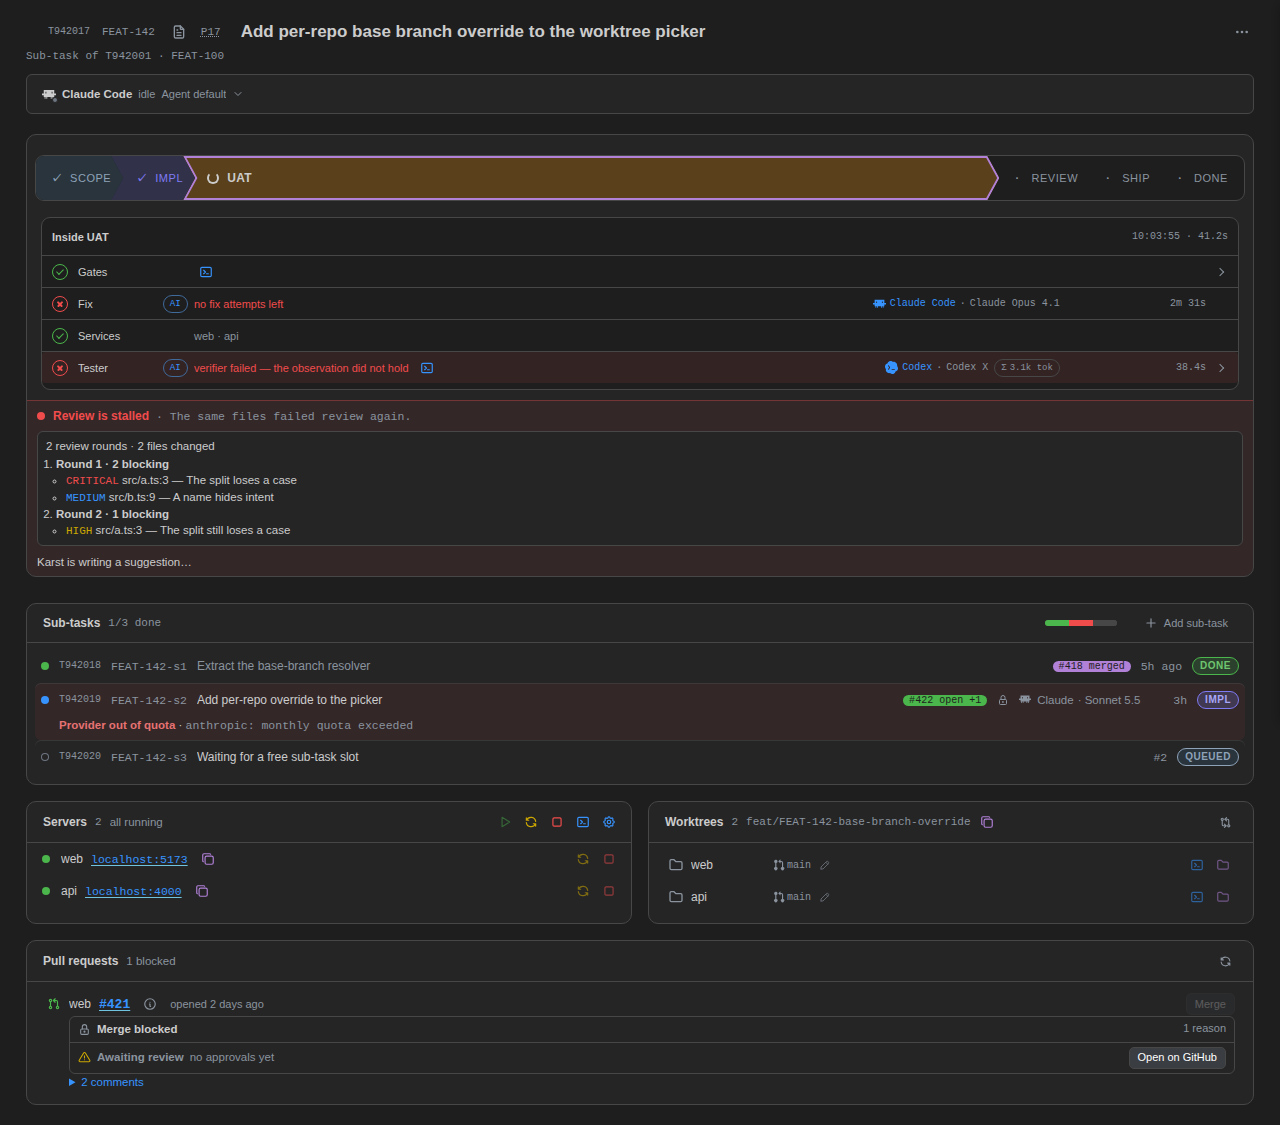 T942017 FEAT-142 P17 Add per-repo base branch override to the worktree picker
Sub-task of T942001 · FEAT-100
Claude Code idle Agent default
SCOPE IMPL UAT REVIEW SHIP DONE
Inside UAT 10:03:55 · 41.2s
Gates
Fix AI no fix attempts left Claude Code · Claude Opus 4.1 2m 31s
Services web · api
Tester AI verifier failed — the observation did not hold Codex · Codex X Σ 3.1k tok 38.4s
Review is stalled · The same files failed review again.
2 review rounds · 2 files changed
1. Round 1 · 2 blocking
CRITICAL src/a.ts:3 — The split loses a case
MEDIUM src/b.ts:9 — A name hides intent
2. Round 2 · 1 blocking
HIGH src/a.ts:3 — The split still loses a case
Karst is writing a suggestion…
Sub-tasks 1/3 done Add sub-task
T942018 FEAT-142-s1 Extract the base-branch resolver #418 merged 5h ago DONE
T942019 FEAT-142-s2 Add per-repo override to the picker #422 open +1 Claude · Sonnet 5.5 3h IMPL
Provider out of quota · anthropic: monthly quota exceeded
T942020 FEAT-142-s3 Waiting for a free sub-task slot #2 QUEUED
Servers 2 all running
web localhost:5173
api localhost:4000
Worktrees 2 feat/FEAT-142-base-branch-override
web main
api main
Pull requests 1 blocked
web #421 opened 2 days ago Merge
Merge blocked 1 reason
Awaiting review no approvals yet Open on GitHub
2 comments